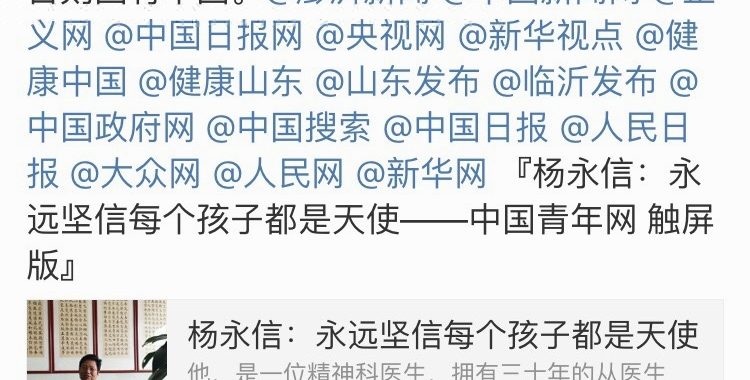 义网 @中国日报网 @央视网 @新华视点 @健
康中国 @健康山东 @山东发布 @临沂发布 @
中国政府网 @中国搜索 @中国日报 @人民日
报 @大众网 @人民网 @新华网 『杨永信：永
远坚信每个孩子都是天使——中国青年网 触屏
版』
杨永信：永远坚信每个孩子都是天使
他，是一位精神科医生，拥有三十年的从医生